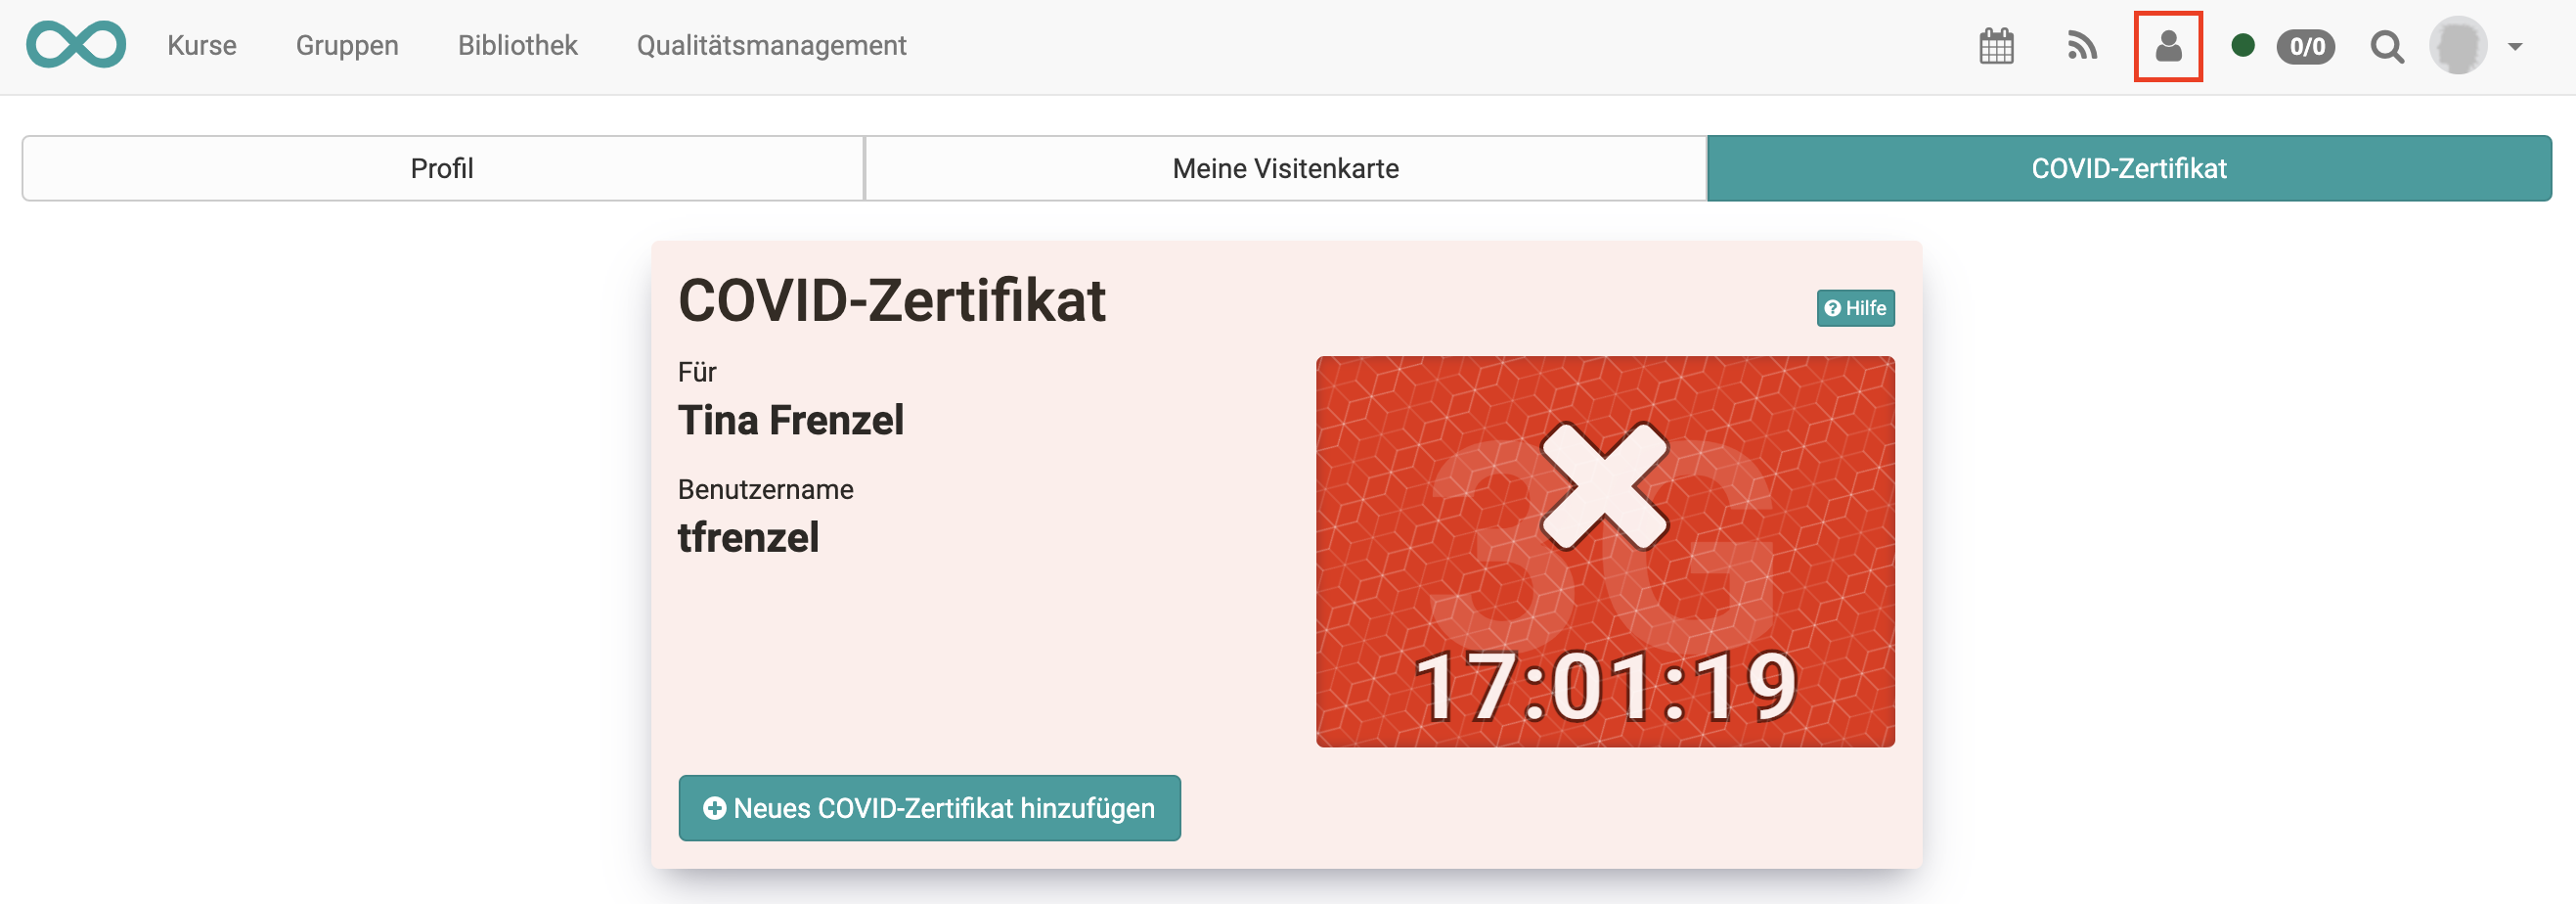 Kurse Gruppen Bibliothek Qualitätsmanagement 0/0
Profil Meine Visitenkarte COVID-Zertifikat
COVID-Zertifikat
Hilfe
Für
Tina Frenzel
Benutzername
tfrenzel
3G
17:01:19
Neues COVID-Zertifikat hinzufügen